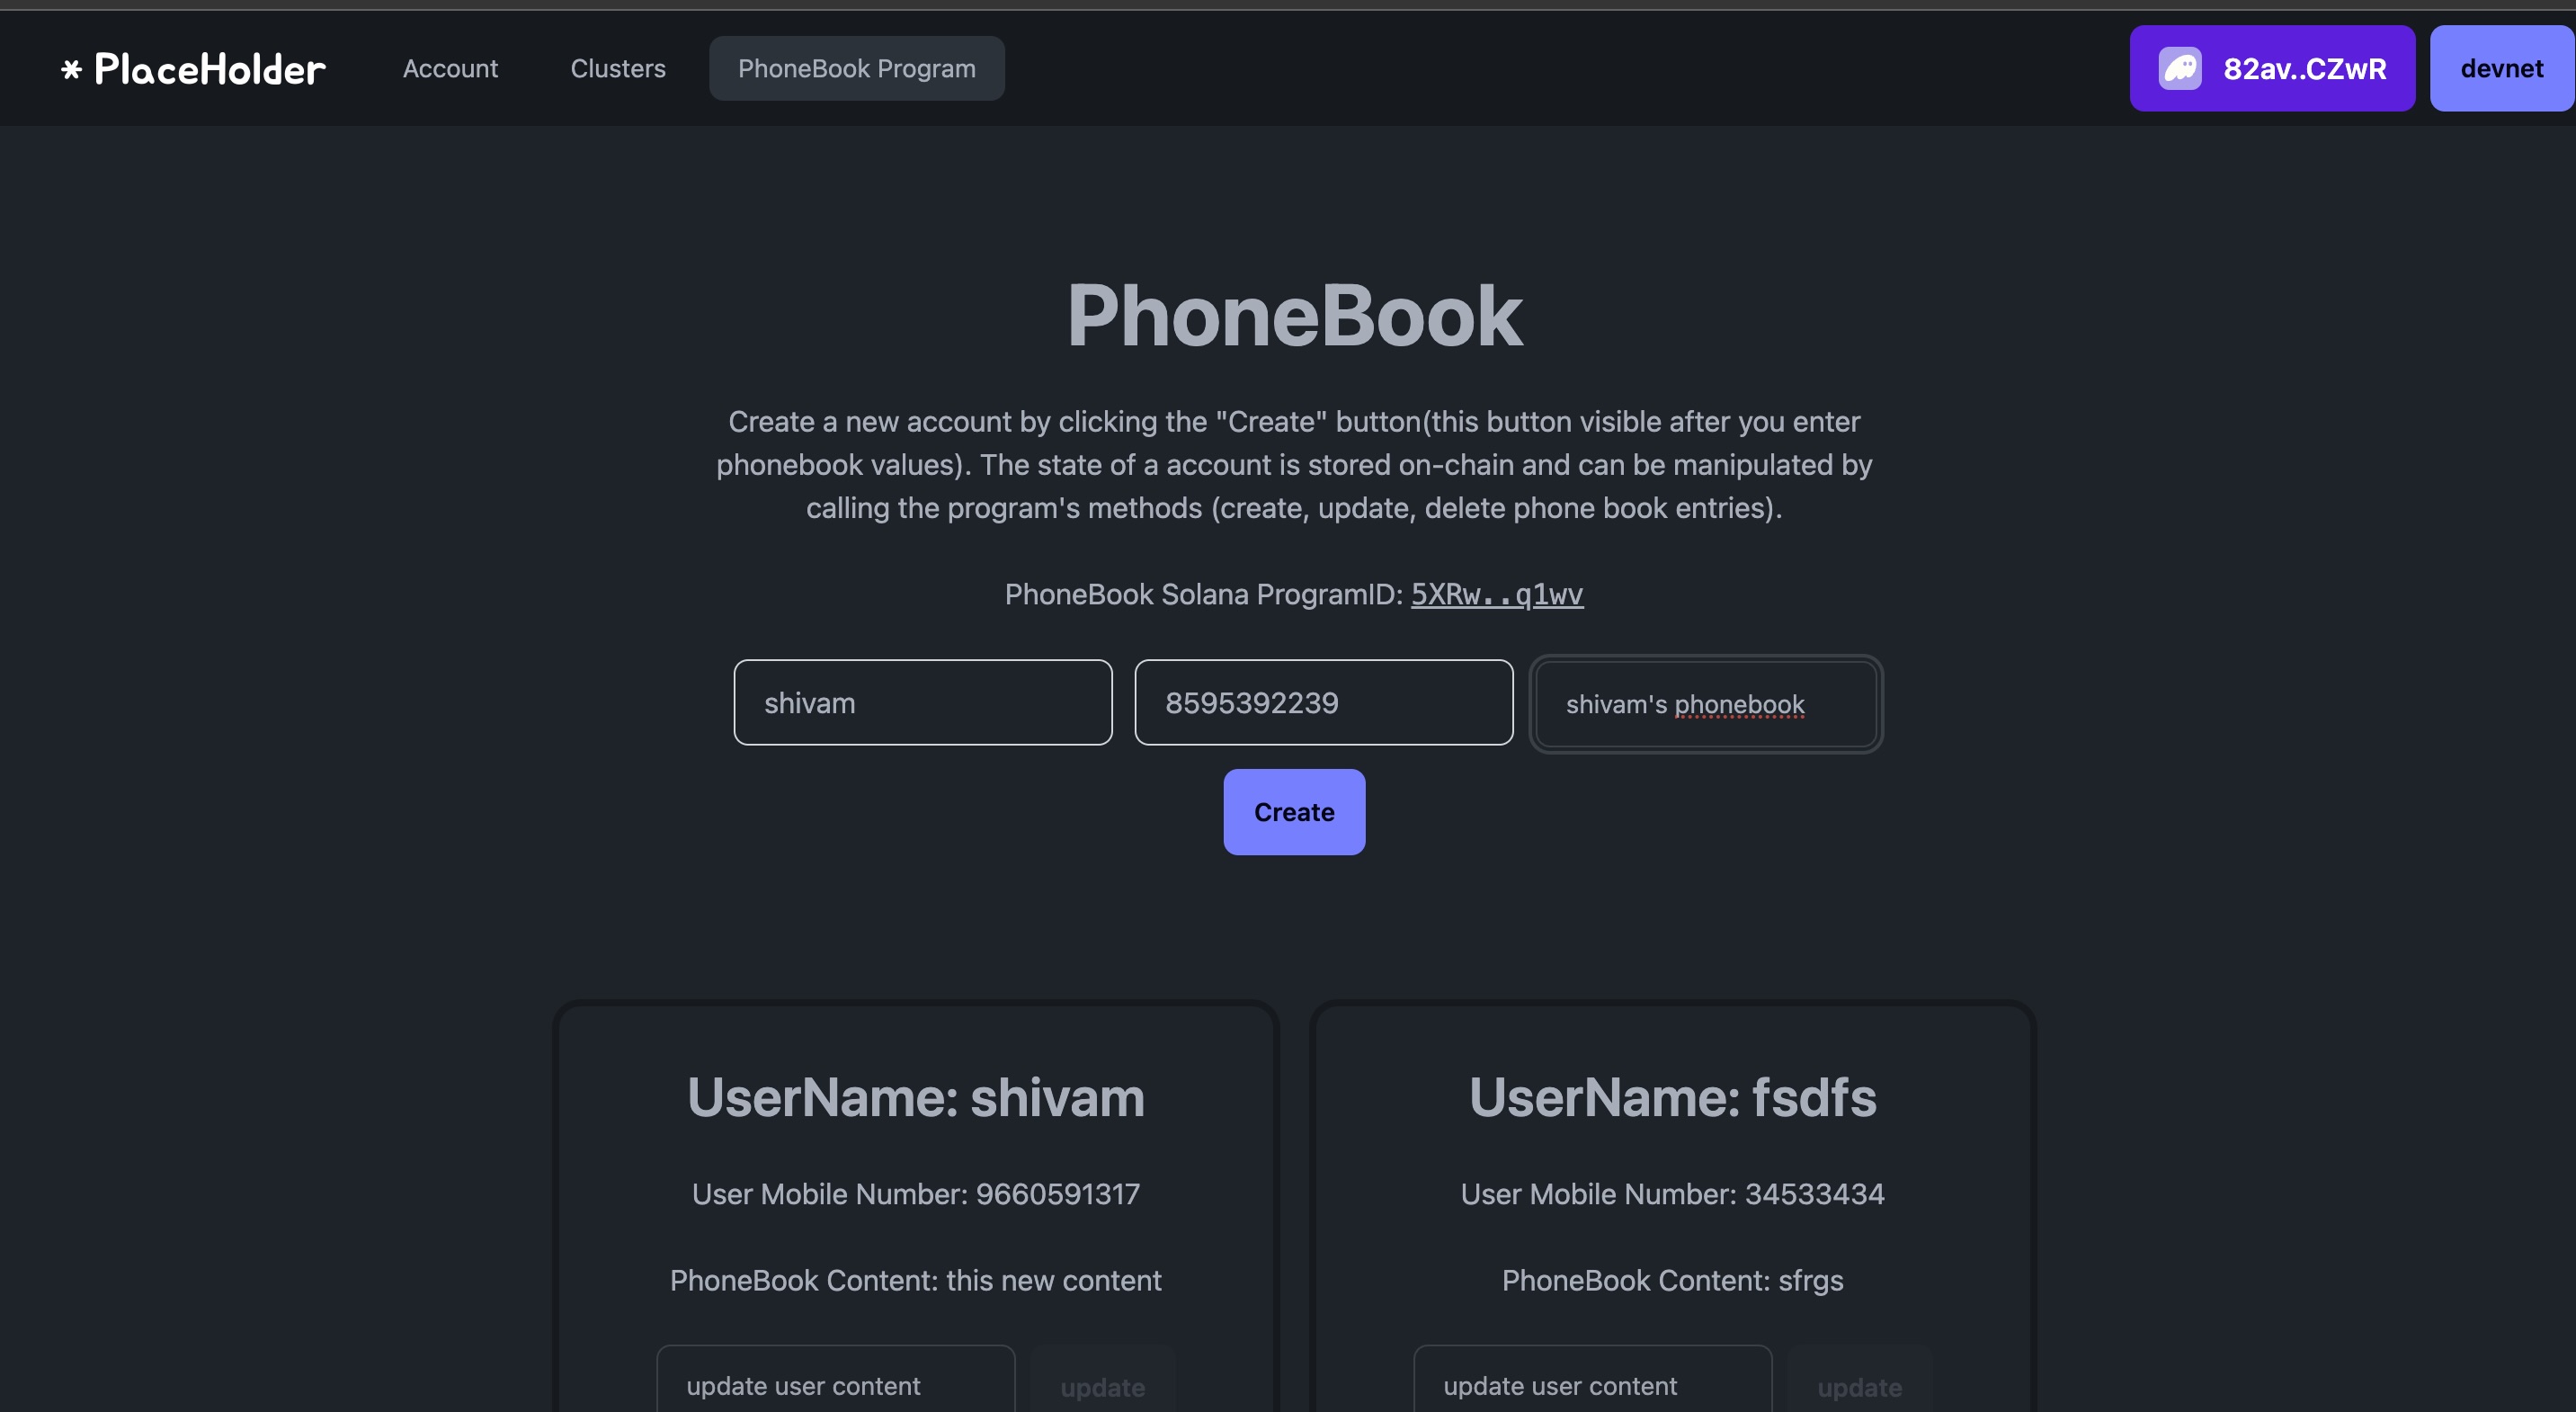 * PlaceHolder Account Clusters PhoneBook Program 82av..CZwR devnet
PhoneBook
Create a new account by clicking the "Create" button(this button visible after you enter
phonebook values). The state of a account is stored on-chain and can be manipulated by
calling the program's methods (create, update, delete phone book entries).
PhoneBook Solana ProgramID: 5XRw..q1wv
shivam 8595392239 shivam's phonebook
Create
UserName: shivam
User Mobile Number: 9660591317
PhoneBook Content: this new content
update user content update
UserName: fsdfs
User Mobile Number: 34533434
PhoneBook Content: sfrgs
update user content update